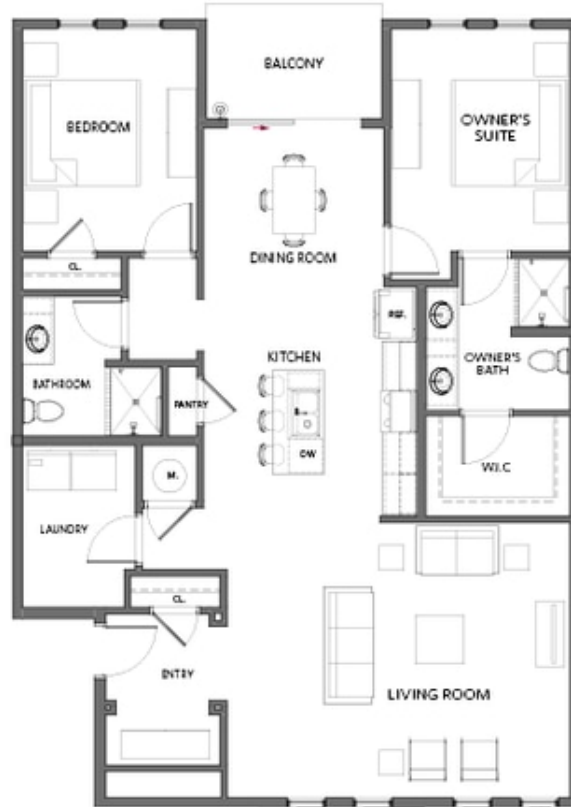 BALCONY
BEDROOM
OWNER'S
SUITE
DINING ROOM
CL.
REF.
KITCHEN
OWNER'S
BATH
BATHROOM
PANTRY
DW
M.
W.I.C
LAUNDRY
CL.
ENTRY
LIVING ROOM